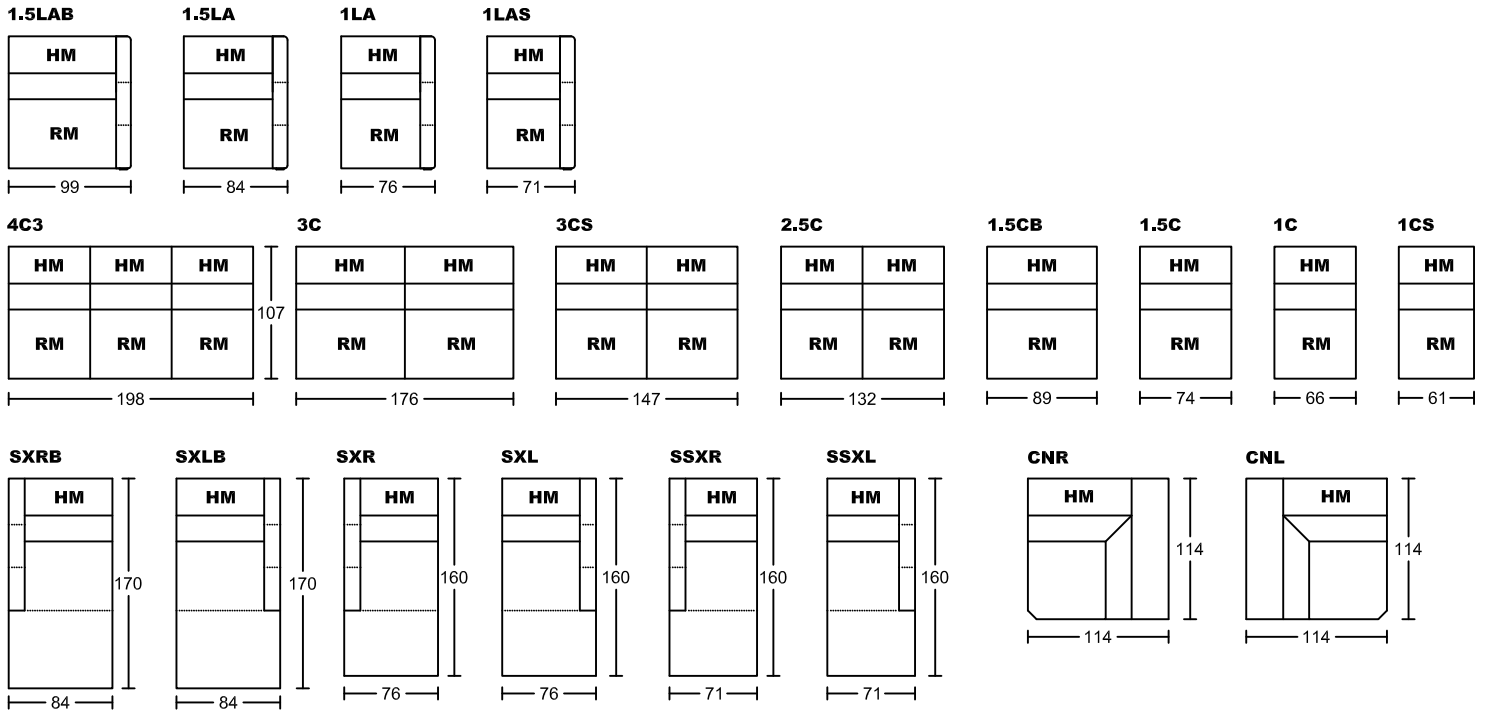 1.5LAB 1.5LA 1LA 1LAS
HM HM HM HM
RM RM RM RM
99 84 76 71
4C3 3C 3CS 2.5C 1.5CB 1.5C 1C 1CS
HM HM HM HM HM HM HM HM HM HM HM HM HM
107
RM RM RM RM RM RM RM RM RM RM RM RM RM
198 176 147 132 89 74 66 61
SXRB SXLB SXR SXL SSXR SSXL CNR CNL
HM HM HM HM HM HM HM HM
114 114
170 170 160 160 160 160
114 114
84 84 76 76 71 71